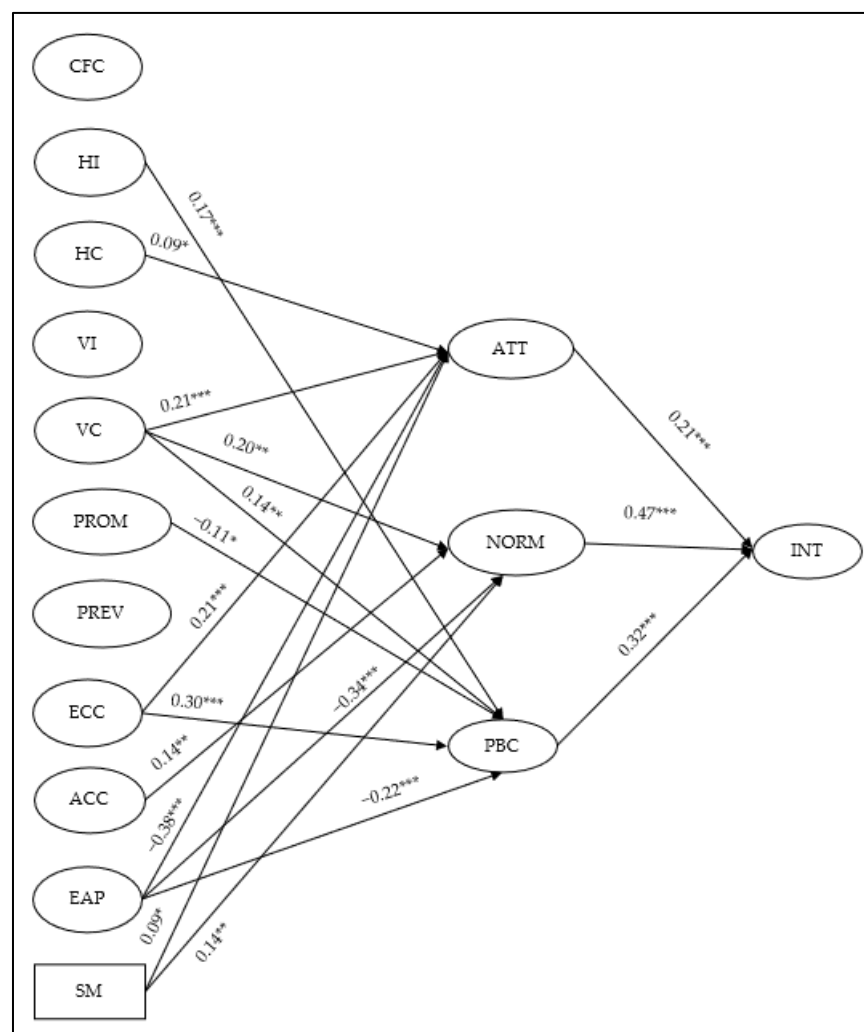 CFC
HI
0.17***
HC
0.09*
VI
ATT
VC
0.21***
0.21***
0.20**
0.14**
PROM
−0.11*
NORM
0.47***
INT
PREV
0.21***
0.32***
−0.34***
ECC
0.30***
PBC
0.14**
ACC
−0.38***
−0.22***
EAP
0.09*
0.14**
SM